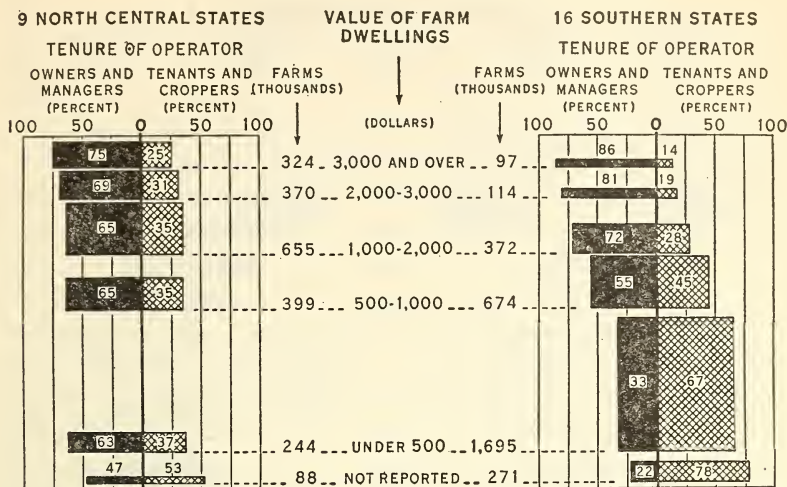 9 NORTH CENTRAL STATES
VALUE OF FARM DWELLINGS
16 SOUTHERN STATES
TENURE OF OPERATOR
TENURE OF OPERATOR
OWNERS AND MANAGERS (PERCENT)
TENANTS AND CROPPERS (PERCENT)
FARMS (THOUSANDS)
(DOLLARS)
FARMS (THOUSANDS)
OWNERS AND MANAGERS (PERCENT)
TENANTS AND CROPPERS (PERCENT)
100 50 0 50 100
100 50 0 50 100
75 25 324 3,000 AND OVER 97 86 14
69 31 370 2,000-3,000 114 81 19
65 35 655 1,000-2,000 372 72 28
65 35 399 500-1,000 674 55 45
63 37 244 UNDER 500 1,695 33 67
47 53 88 NOT REPORTED 271 22 78